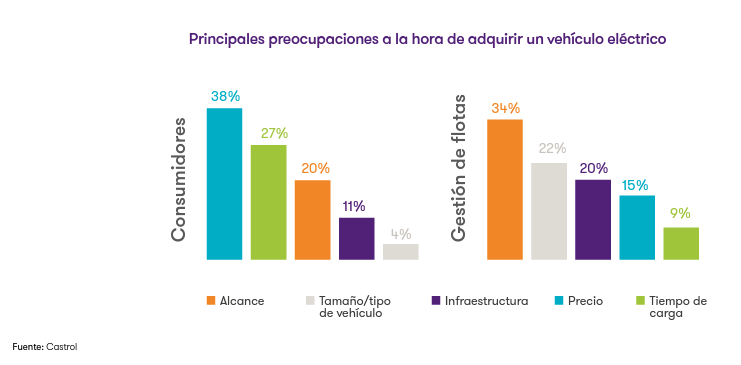 Principales preocupaciones a la hora de adquirir un vehículo eléctrico
Consumidores
38%
27%
20%
11%
4%
Gestión de flotas
34%
22%
20%
15%
9%
Alcance
Tamaño/tipo
de vehículo
Infraestructura
Precio
Tiempo de
carga
Fuente: Castrol